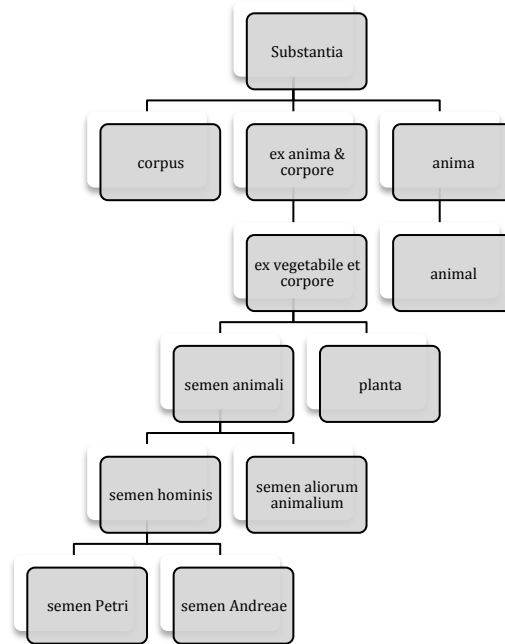 Substantia
corpus
ex anima &
corpore
anima
ex vegetabile et
corpore
animal
semen animali
planta
semen hominis
semen aliorum
animalium
semen Petri
semen Andreae